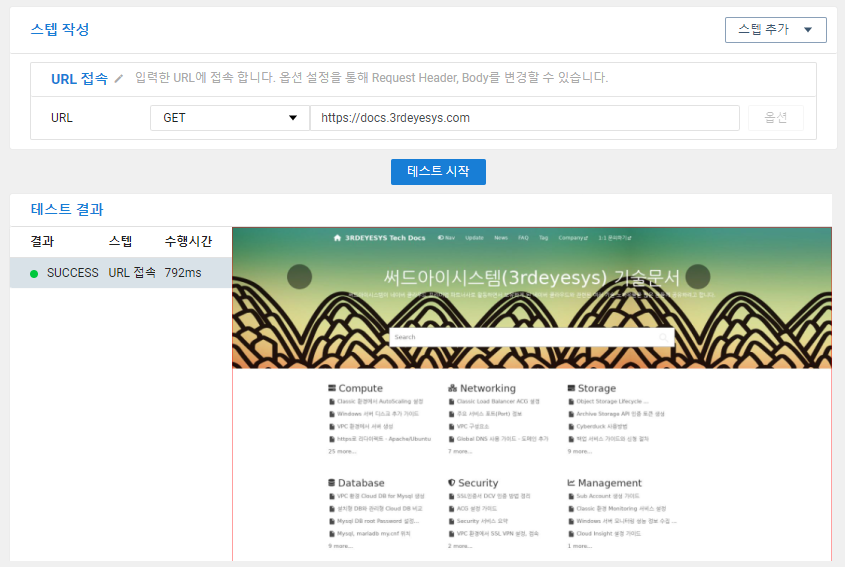 스텝 작성
스텝 추가
URL 접속 입력한 URL에 접속 합니다. 옵션 설정을 통해 Request Header, Body를 변경할 수 있습니다.
URL GET https://docs.3rdeyesys.com 옵션
테스트 시작
테스트 결과
결과 스텝 수행시간
SUCCESS URL 접속 792ms
3RDEYESYS Tech Docs Nav Update News FAQ Tag Company 1:1 문의하기
써드아이시스템(3rdeyesys) 기술문서
Search
Compute
Classic 환경에서 AutoScaling 설정
Windows 서버 디스크 추가 가이드
VPC 환경에서 서버 생성
https로 리다이렉트 - Apache/Ubuntu
25 more...
Networking
Classic Load Balancer ACG 설정
주요 서비스 포트(Port) 정보
VPC 구성요소
Global DNS 사용 가이드 - 도메인 추가
7 more...
Storage
Object Storage Lifecycle ...
Archive Storage API 인증 토큰 생성
Cyberduck 사용방법
백업 서비스 가이드와 신청 절차
9 more...
Database
VPC 환경 Cloud DB for Mysql 생성
설치형 DB와 관리형 Cloud DB 비교
Mysql DB root Password 설정...
Mysql, mariadb my.cnf 위치
9 more...
Security
SSL인증서 DCV 인증 방법 정리
ACG 설정 가이드
Security 서비스 요약
VPC 환경에서 SSL VPN 설정, 접속
2 more...
Management
Sub Account 생성 가이드
Classic 환경 Monitoring 서비스 설정
Windows 서버 모니터링 성능 정보 수집 ...
Cloud Insight 설정 가이드
1 more...